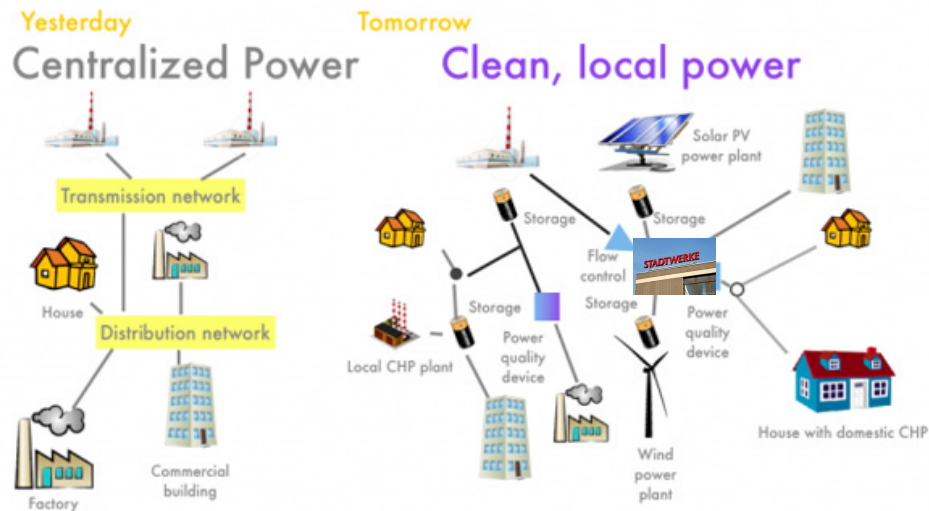 Yesterday
Centralized Power
Transmission network
House
Distribution network
Factory
Commercial
building
Tomorrow
Clean, local power
Solar PV
power plant
Storage
Storage
Flow
control
STADTWERKE
Storage
Storage
Power
quality
device
Power
quality
device
Local CHP plant
House with domestic CHP
Wind
power
plant